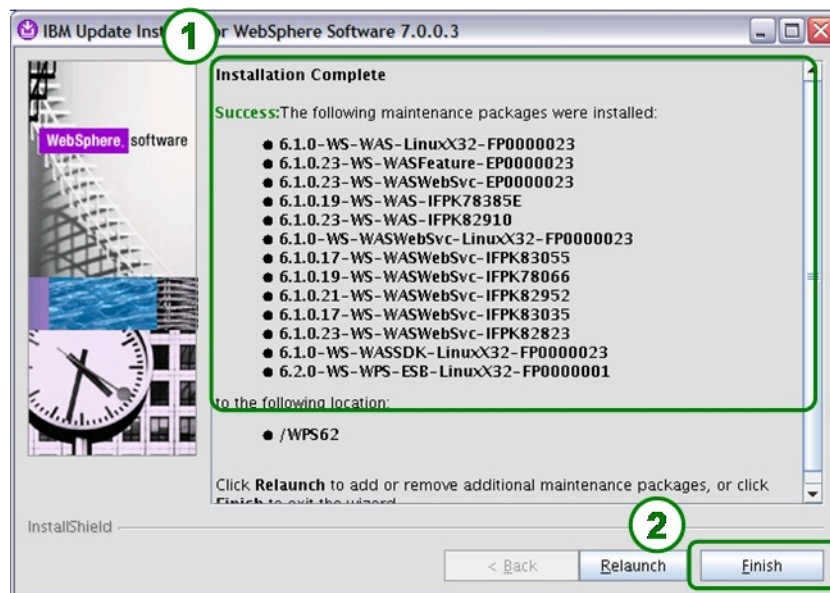 IBM Update Inst
or WebSphere Software 7.0.0.3
1
WebSphere. software
Installation Complete
Success:The following maintenance packages were installed:
6.1.0-WS-WAS-LinuxX32-FP0000023
6.1.0.23-WS-WASFeature-EP0000023
6.1.0.23-WS-WASWebSvc-EP0000023
6.1.0.19-WS-WAS-IFPK78385E
6.1.0.23-WS-WAS-IFPK82910
6.1.0-WS-WASWebSvc-LinuxX32-FP0000023
6.1.0.17-WS-WASWebSvc-IFPK83055
6.1.0.19-WS-WASWebSvc-IFPK78066
6.1.0.21-WS-WASWebSvc-IFPK82952
6.1.0.17-WS-WASWebSvc-IFPK83035
6.1.0.23-WS-WASWebSvc-IFPK82823
6.1.0-WS-WASSDK-LinuxX32-FP0000023
6.2.0-WS-WPS-ESB-LinuxX32-FP0000001
to the following location:
/WPS62
Click Relaunch to add or remove additional maintenance packages, or click
Finish to exit the wizard
InstallShield
2
< Back Relaunch Finish